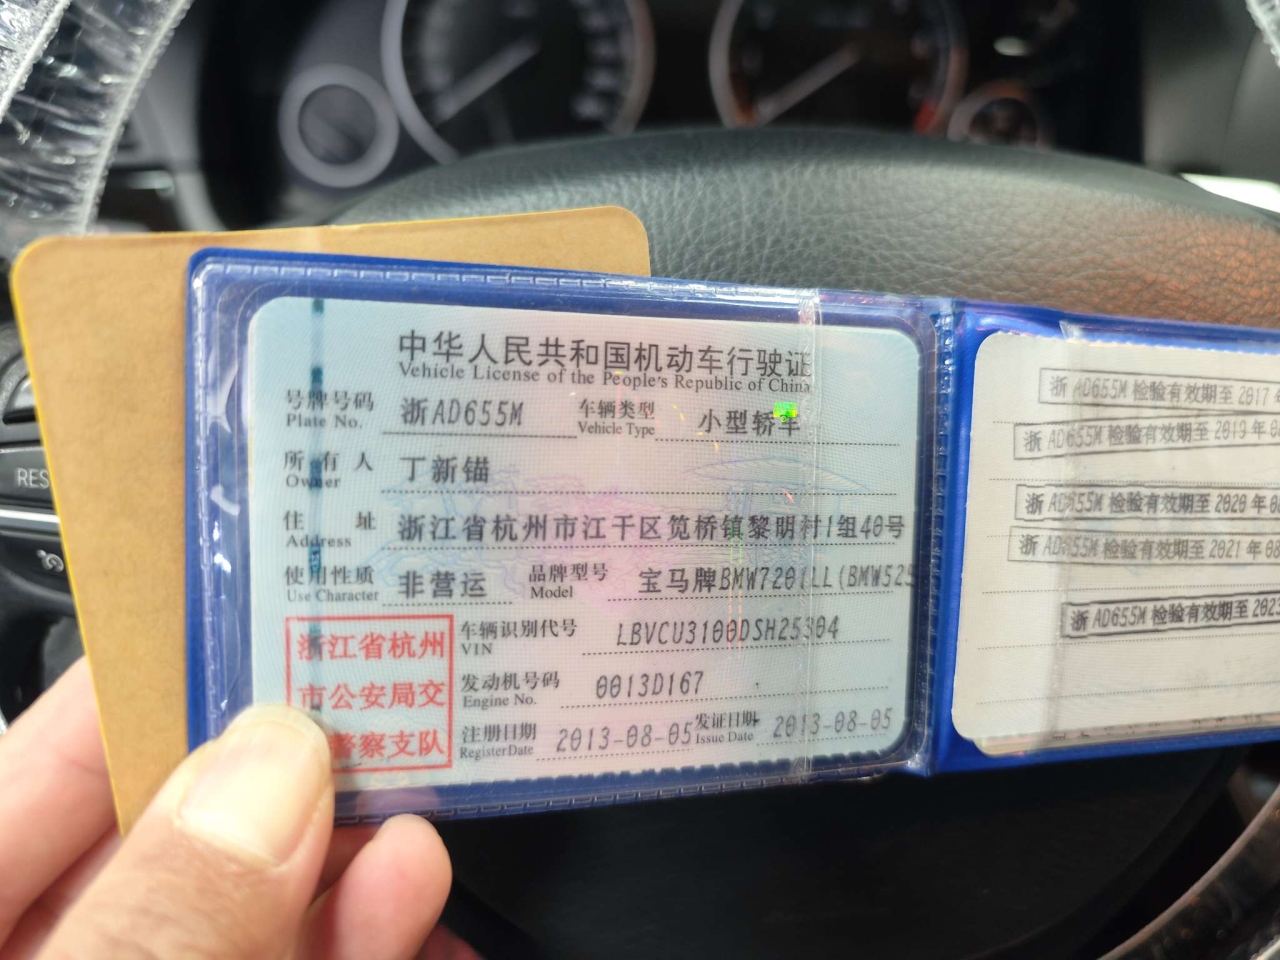 中华人民共和国机动车行驶证
Vehicle License of the People's Republic of China
号牌号码 浙AD655M 车辆类型 小型轿车
Plate No. Vehicle Type
所有人 丁新锚
Owner
住址 浙江省杭州市江干区笕桥镇黎明村1组40号
Address
使用性质 非营运 品牌型号 宝马牌BMW7201LL(BMW525
Use Character Model
浙江省杭州
市公安局交
警察支队
车辆识别代号 LBVCU3100DSH25304
VIN
发动机号码 0013D167
Engine No.
注册日期 2013-08-05 发证日期 2013-08-05
Register Date Issue Date
浙AD655M检验有效期至2017
浙AD655M检验有效期至2019年0
浙AD655M检验有效期至2020年0
浙AD655M检验有效期至2021年0
浙AD655M检验有效期至2023
RES